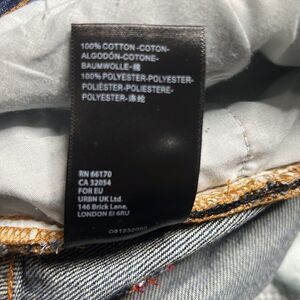 100% COTTON -COTON-
ALGODÓN -COTONE-
BAUMWOLLE -棉
100% POLYESTER-POLYESTER-
POLIÉSTER-POLIESTERE-
POLYESTER -涤纶
RN 66170
CA 32054
FOR EU
URBN UK Ltd.
146 Brick Lane,
LONDON E1 6RU